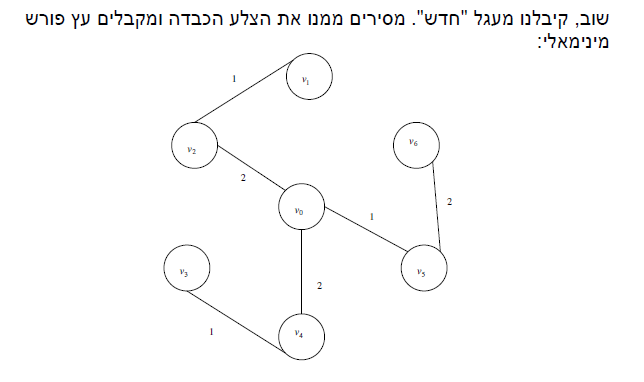 שוב, קיבלנו מעגל "חדש". מסירים ממנו את הצלע הכבדה ומקבלים עץ פורש
מינימאלי:
1
v₁
v₂
v₆
2
2
v₀
1
v₃
v₅
2
1
v₄